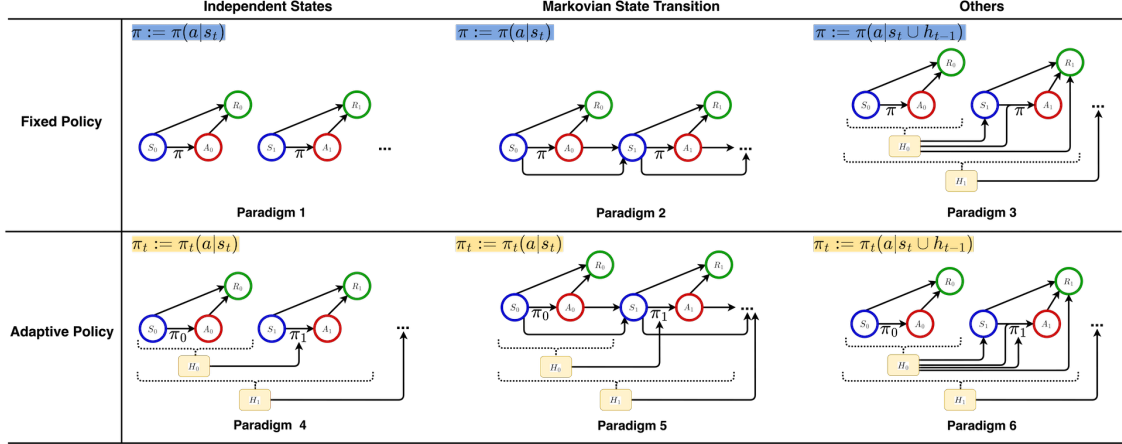 Independent States
Markovian State Transition
Others
Fixed Policy
π := π(a|s_t)
S_0
π
A_0
R_0
S_1
π
A_1
R_1
...
Paradigm 1
π := π(a|s_t)
S_0
π
A_0
R_0
S_1
π
A_1
R_1
...
Paradigm 2
π := π(a|s_t ∪ h_{t−1})
S_0
π
A_0
R_0
S_1
π
A_1
R_1
...
H_0
H_1
Paradigm 3
Adaptive Policy
π_t := π_t(a|s_t)
S_0
π_0
A_0
R_0
S_1
π_1
A_1
R_1
...
H_0
H_1
Paradigm 4
π_t := π_t(a|s_t)
S_0
π_0
A_0
R_0
S_1
π_1
A_1
R_1
...
H_0
H_1
Paradigm 5
π_t := π_t(a|s_t ∪ h_{t−1})
S_0
π_0
A_0
R_0
S_1
π_1
A_1
R_1
...
H_0
H_1
Paradigm 6